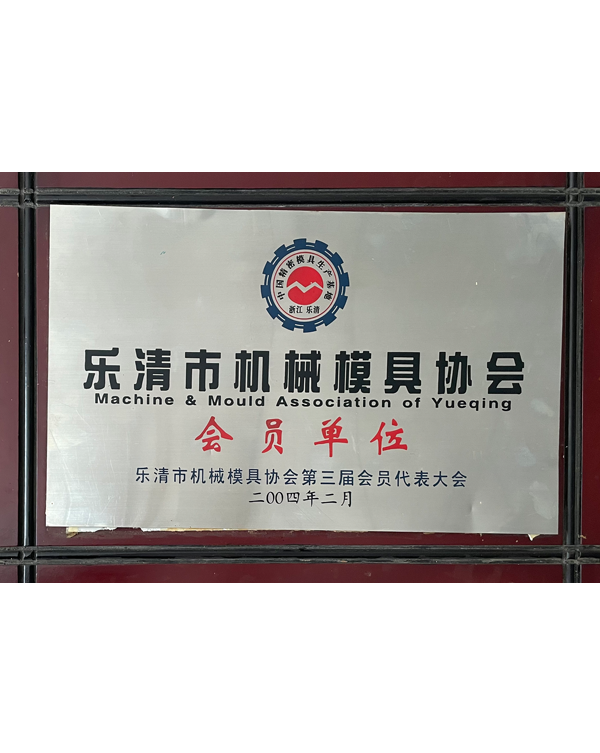 中国精密模具生产基地
浙江 乐清
乐清市机械模具协会
Machine & Mould Association of Yueqing
会员单位
乐清市机械模具协会第三届会员代表大会
二00四年二月